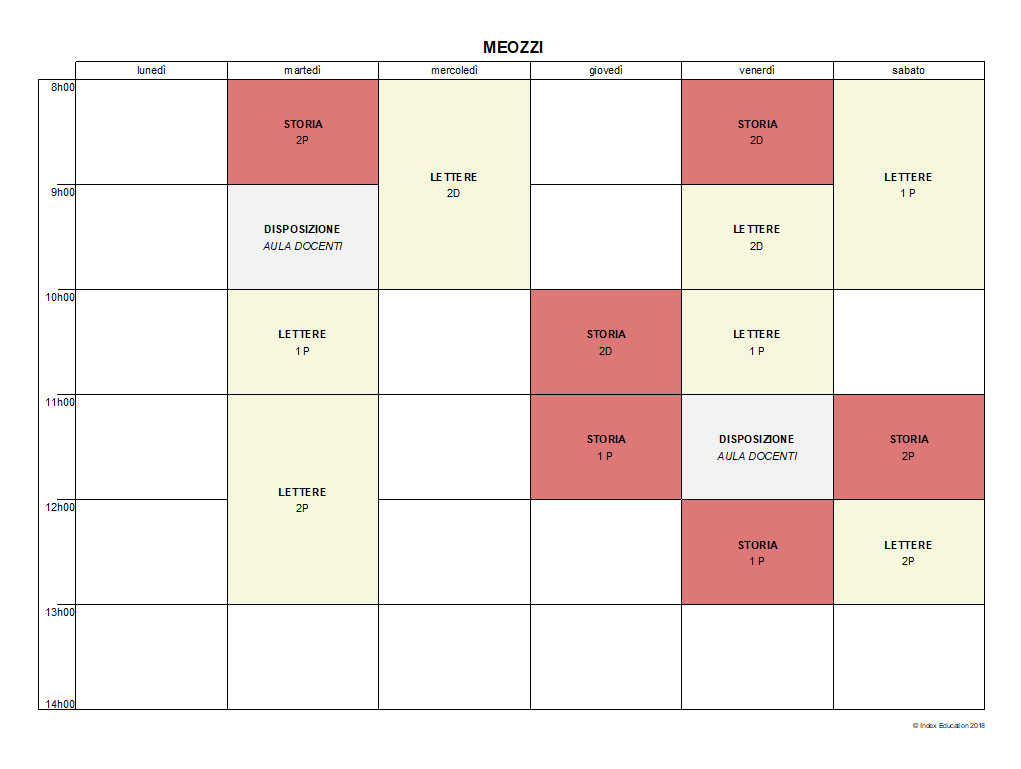 MEOZZI
lunedì martedì mercoledì giovedì venerdì sabato
8h00
STORIA
2P
STORIA
2D
LETTERE
2D
LETTERE
1 P
9h00
DISPOSIZIONE
AULA DOCENTI
LETTERE
2D
10h00
LETTERE
1 P
STORIA
2D
LETTERE
1 P
11h00
STORIA
1 P
DISPOSIZIONE
AULA DOCENTI
STORIA
2P
LETTERE
2P
12h00
STORIA
1 P
LETTERE
2P
13h00
14h00
© Index Education 2018